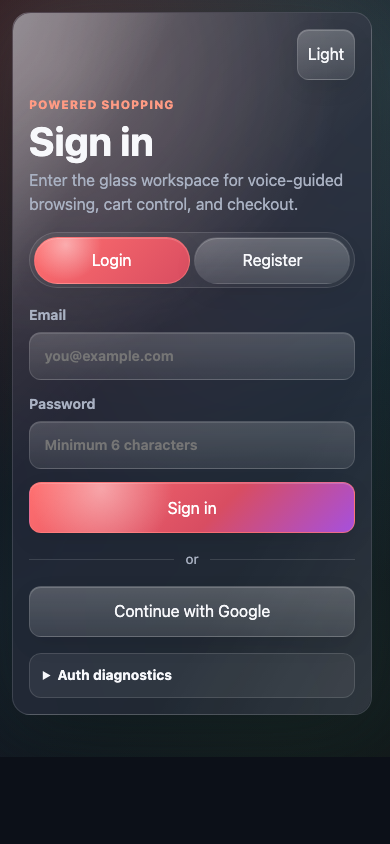 Light
POWERED SHOPPING
Sign in
Enter the glass workspace for voice-guided
browsing, cart control, and checkout.
Login
Register
Email
you@example.com
Password
Minimum 6 characters
Sign in
or
Continue with Google
Auth diagnostics